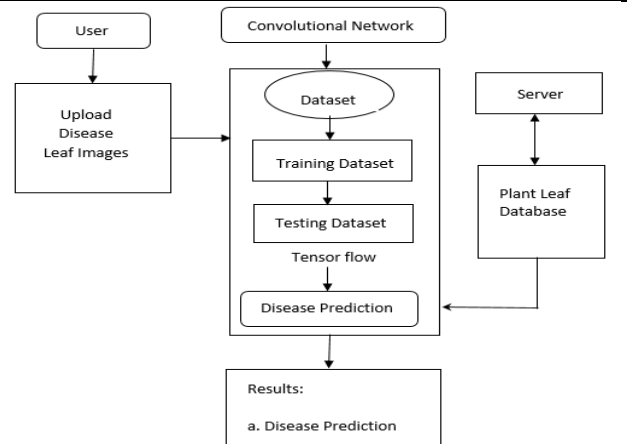 User
Convolutional Network
Upload
Disease
Leaf Images
Dataset
Training Dataset
Testing Dataset
Tensor flow
Disease Prediction
Server
Plant Leaf
Database
Results:
a. Disease Prediction